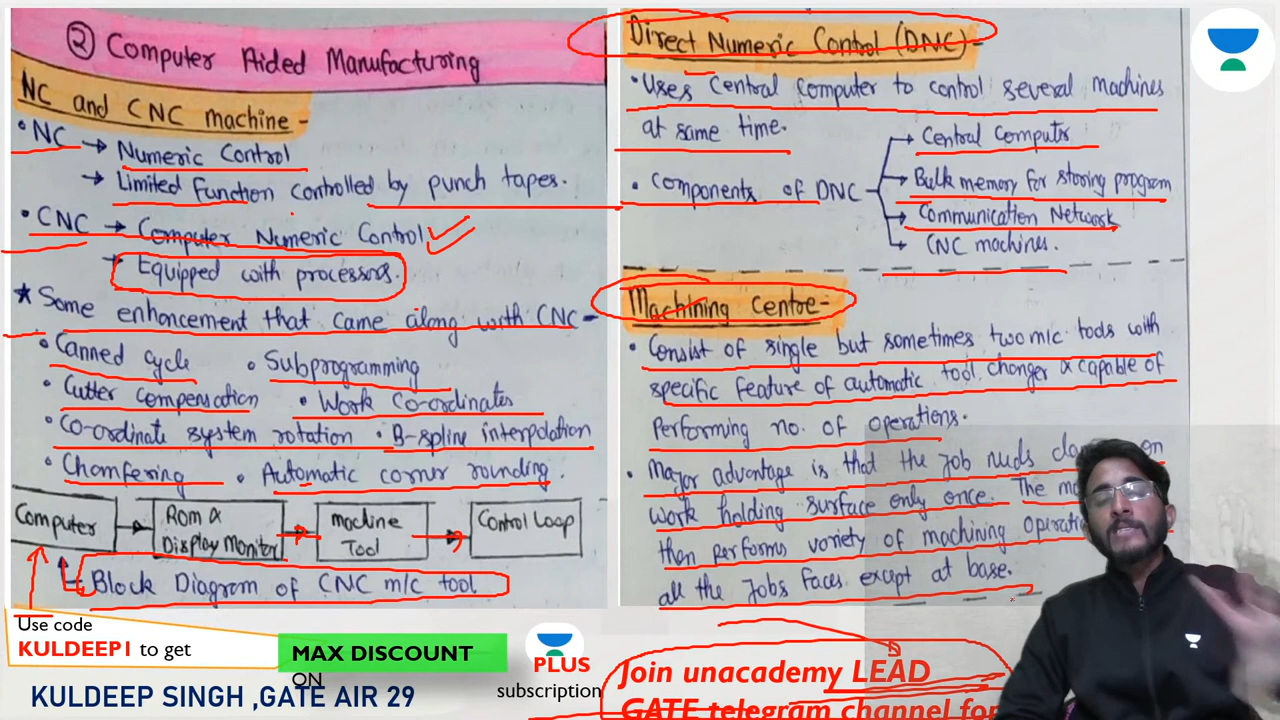 ② Computer Aided Manufacturing
NC and CNC machine -
• NC → Numeric Control
→ Limited Function controlled by punch tapes.
• CNC → Computer Numeric Control
→ Equipped with processors.
* Some enhancement that came along with CNC -
• Canned cycle • Subprogramming
• Cutter compensation • Work Co-ordinates
• Co-ordinate system rotation • B-spline interpolation
• Chamfering • Automatic corner rounding.
Computer → Rom & Display Monitor → Machine Tool → Control Loop
Block Diagram of CNC m/c tool
Direct Numeric Control (DNC) -
• Uses Central Computer to control several machines
at same time.
• Components of DNC
→ Central Computer
→ Bulk memory for storing program
→ Communication Network
→ CNC machines.
Machining Centre -
• Consist of single but sometimes two m/c tools with
specific feature of automatic tool changer & capable of
Performing no. of operations.
• Major advantage is that the job needs on
work holding surface only once. The
then performs variety of machining
all the Jobs Faces except at base.
Use code
KULDEEP1 to get
MAX DISCOUNT
ON
PLUS
subscription
KULDEEP SINGH ,GATE AIR 29
Join unacademy LEAD
GATE telegram channel for